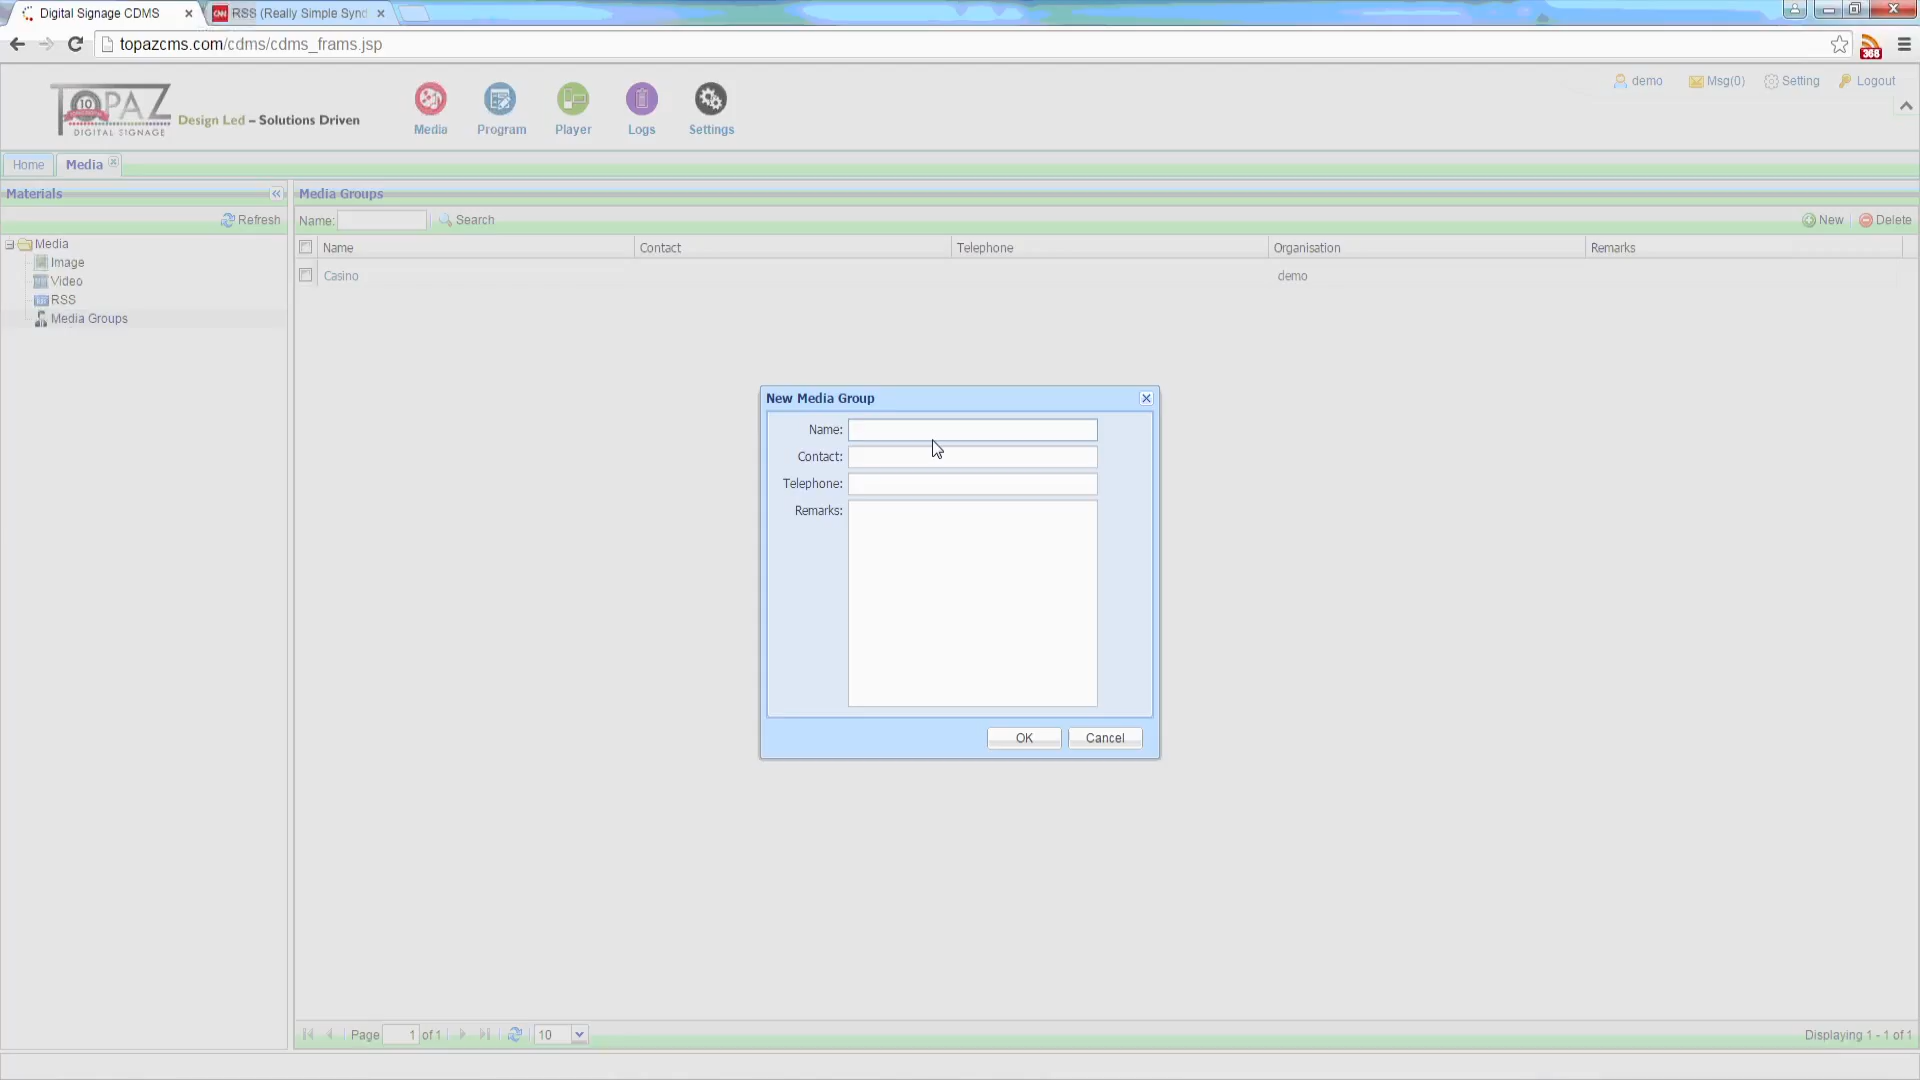 Digital Signage CDMS
CNN RSS (Really Simple Synd
topazcms.com/cdms/cdms_frams.jsp
368
TOPAZ
10
DIGITAL SIGNAGE
Design Led – Solutions Driven
Media
Program
Player
Logs
Settings
demo
Msg(0)
Setting
Logout
Home
Media
Materials
Media Groups
Refresh
Name:
Search
New
Delete
Media
Image
Video
RSS
Media Groups
Name
Contact
Telephone
Organisation
Remarks
Casino
demo
New Media Group
Name:
Contact:
Telephone:
Remarks:
OK
Cancel
Page 1 of 1
10
Displaying 1 - 1 of 1